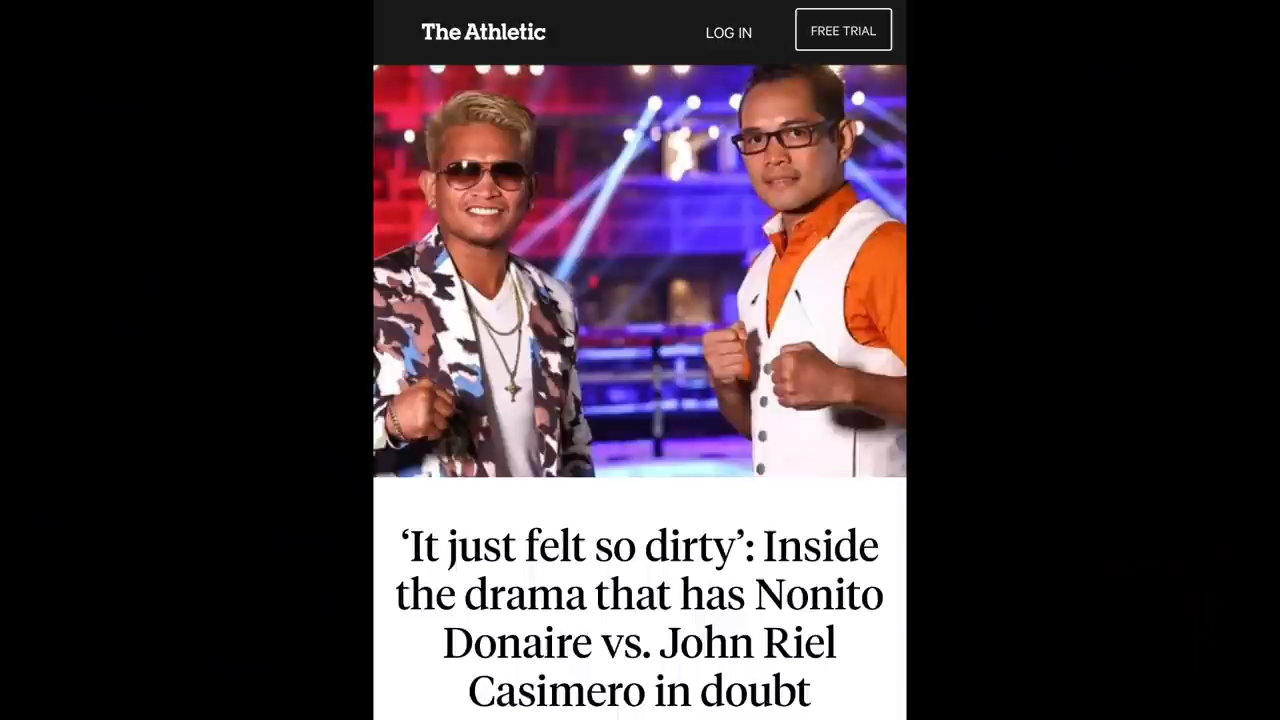 The Athletic
LOG IN
FREE TRIAL
‘It just felt so dirty’: Inside
the drama that has Nonito
Donaire vs. John Riel
Casimero in doubt